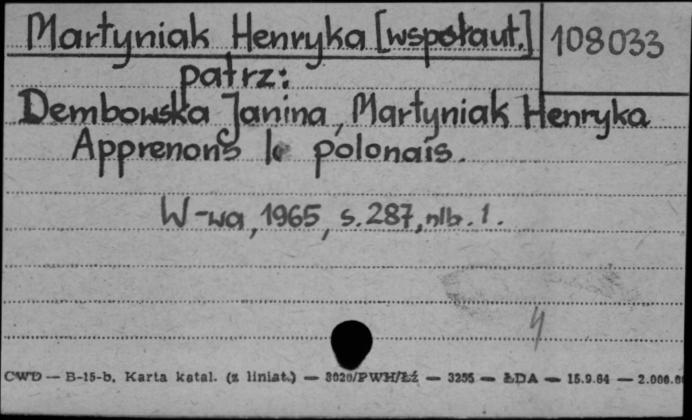 Martyniak Henryka [współaut.]
108033
patrz:
Dembowska Janina, Martyniak Henryka
Apprenons le polonais.
W-wa, 1965, s. 287, nlb. 1.
4
CWD — B-15-b. Karta katal. (z liniat.) — 3020/PWH/Łź — 3255 — ŁDA — 15.9.64 — 2.000.0